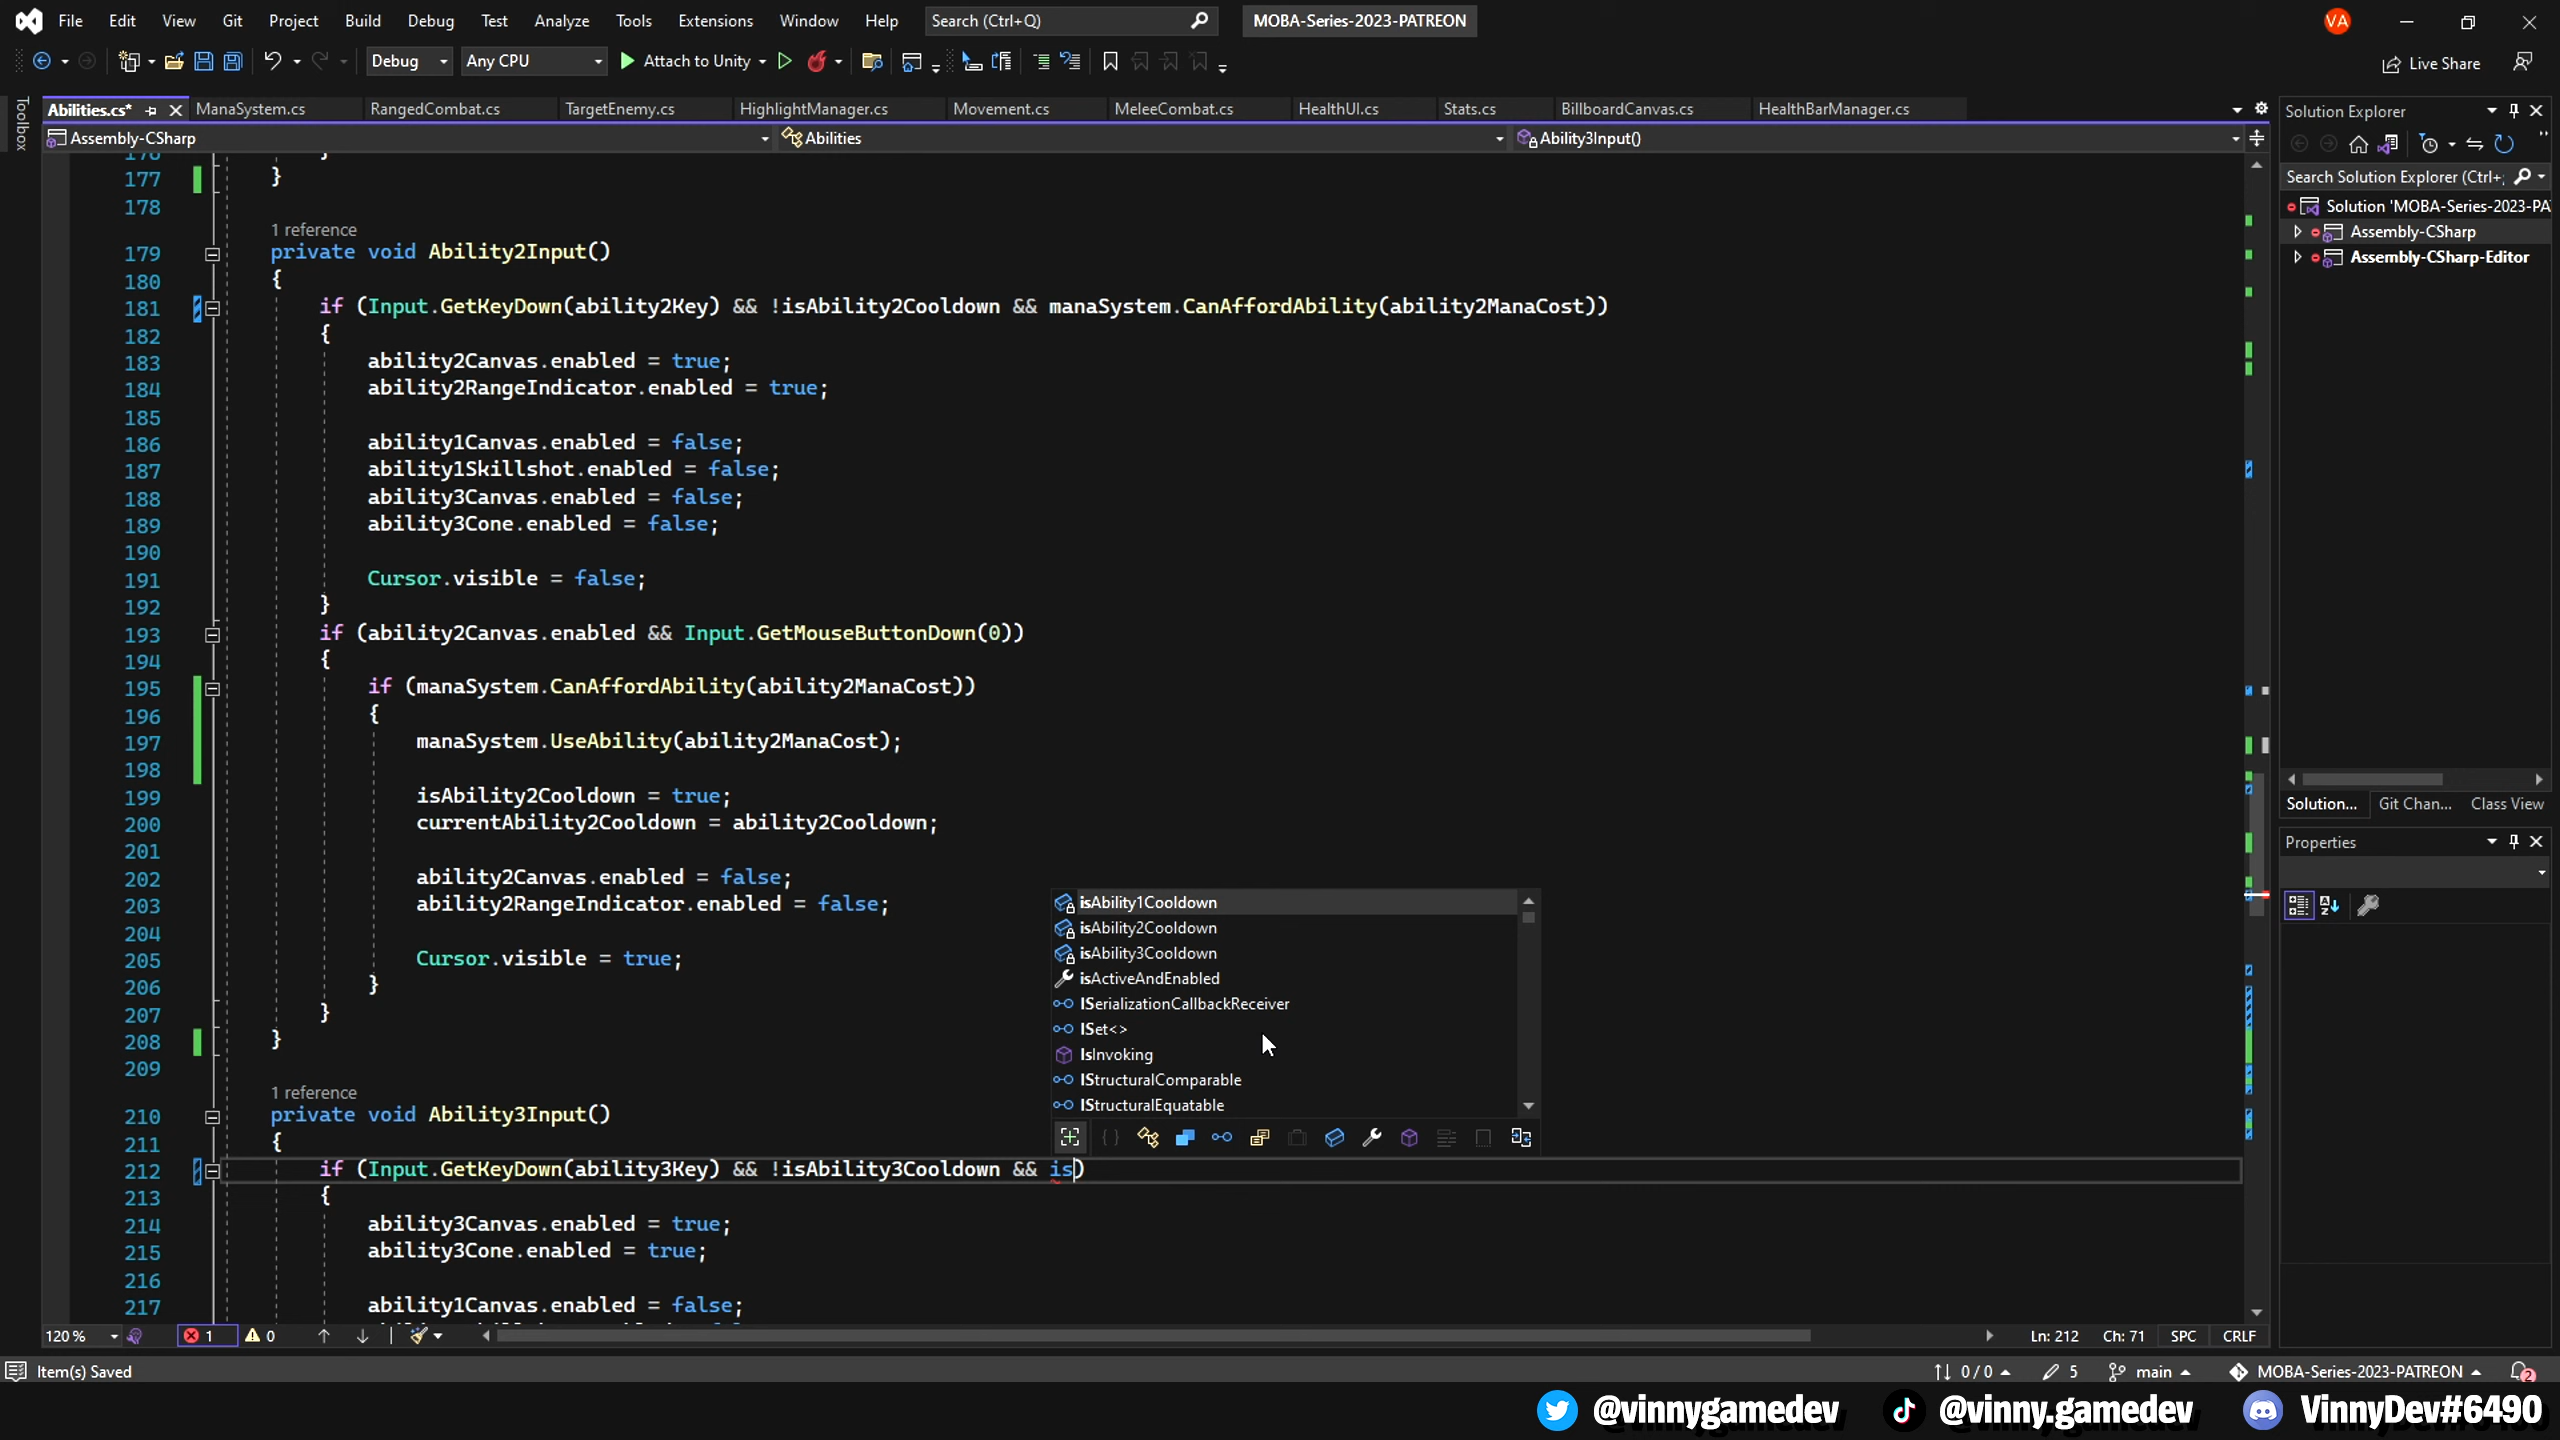 File Edit View Git Project Build Debug Test Analyze Tools Extensions Window Help Search (Ctrl+Q) MOBA-Series-2023-PATREON VA
Debug Any CPU Attach to Unity Live Share
Toolbox
Abilities.cs* ManaSystem.cs RangedCombat.cs TargetEnemy.cs HighlightManager.cs Movement.cs MeleeCombat.cs HealthUI.cs Stats.cs BillboardCanvas.cs HealthBarManager.cs
Assembly-CSharp Abilities Ability3Input()
177 }
178
1 reference
179 private void Ability2Input()
180 {
181 if (Input.GetKeyDown(ability2Key) && !isAbility2Cooldown && manaSystem.CanAffordAbility(ability2ManaCost))
182 {
183 ability2Canvas.enabled = true;
184 ability2RangeIndicator.enabled = true;
185
186 ability1Canvas.enabled = false;
187 ability1Skillshot.enabled = false;
188 ability3Canvas.enabled = false;
189 ability3Cone.enabled = false;
190
191 Cursor.visible = false;
192 }
193 if (ability2Canvas.enabled && Input.GetMouseButtonDown(0))
194 {
195 if (manaSystem.CanAffordAbility(ability2ManaCost))
196 {
197 manaSystem.UseAbility(ability2ManaCost);
198
199 isAbility2Cooldown = true;
200 currentAbility2Cooldown = ability2Cooldown;
201
202 ability2Canvas.enabled = false;
203 ability2RangeIndicator.enabled = false;
204
205 Cursor.visible = true;
206 }
207 }
208 }
209
1 reference
210 private void Ability3Input()
211 {
212 if (Input.GetKeyDown(ability3Key) && !isAbility3Cooldown && is)
213 {
214 ability3Canvas.enabled = true;
215 ability3Cone.enabled = true;
216
217 ability1Canvas.enabled = false;
isAbility1Cooldown
isAbility2Cooldown
isAbility3Cooldown
isActiveAndEnabled
ISerializationCallbackReceiver
ISet<>
IsInvoking
IStructuralComparable
IStructuralEquatable
Solution Explorer
Search Solution Explorer (Ctrl+;
Solution 'MOBA-Series-2023-PA
Assembly-CSharp
Assembly-CSharp-Editor
Solution... Git Chan... Class View
Properties
120 % 1 0 Ln: 212 Ch: 71 SPC CRLF
Item(s) Saved 0 / 0 5 main MOBA-Series-2023-PATREON 2
@vinnygamedev @vinny.gamedev VinnyDev#6490